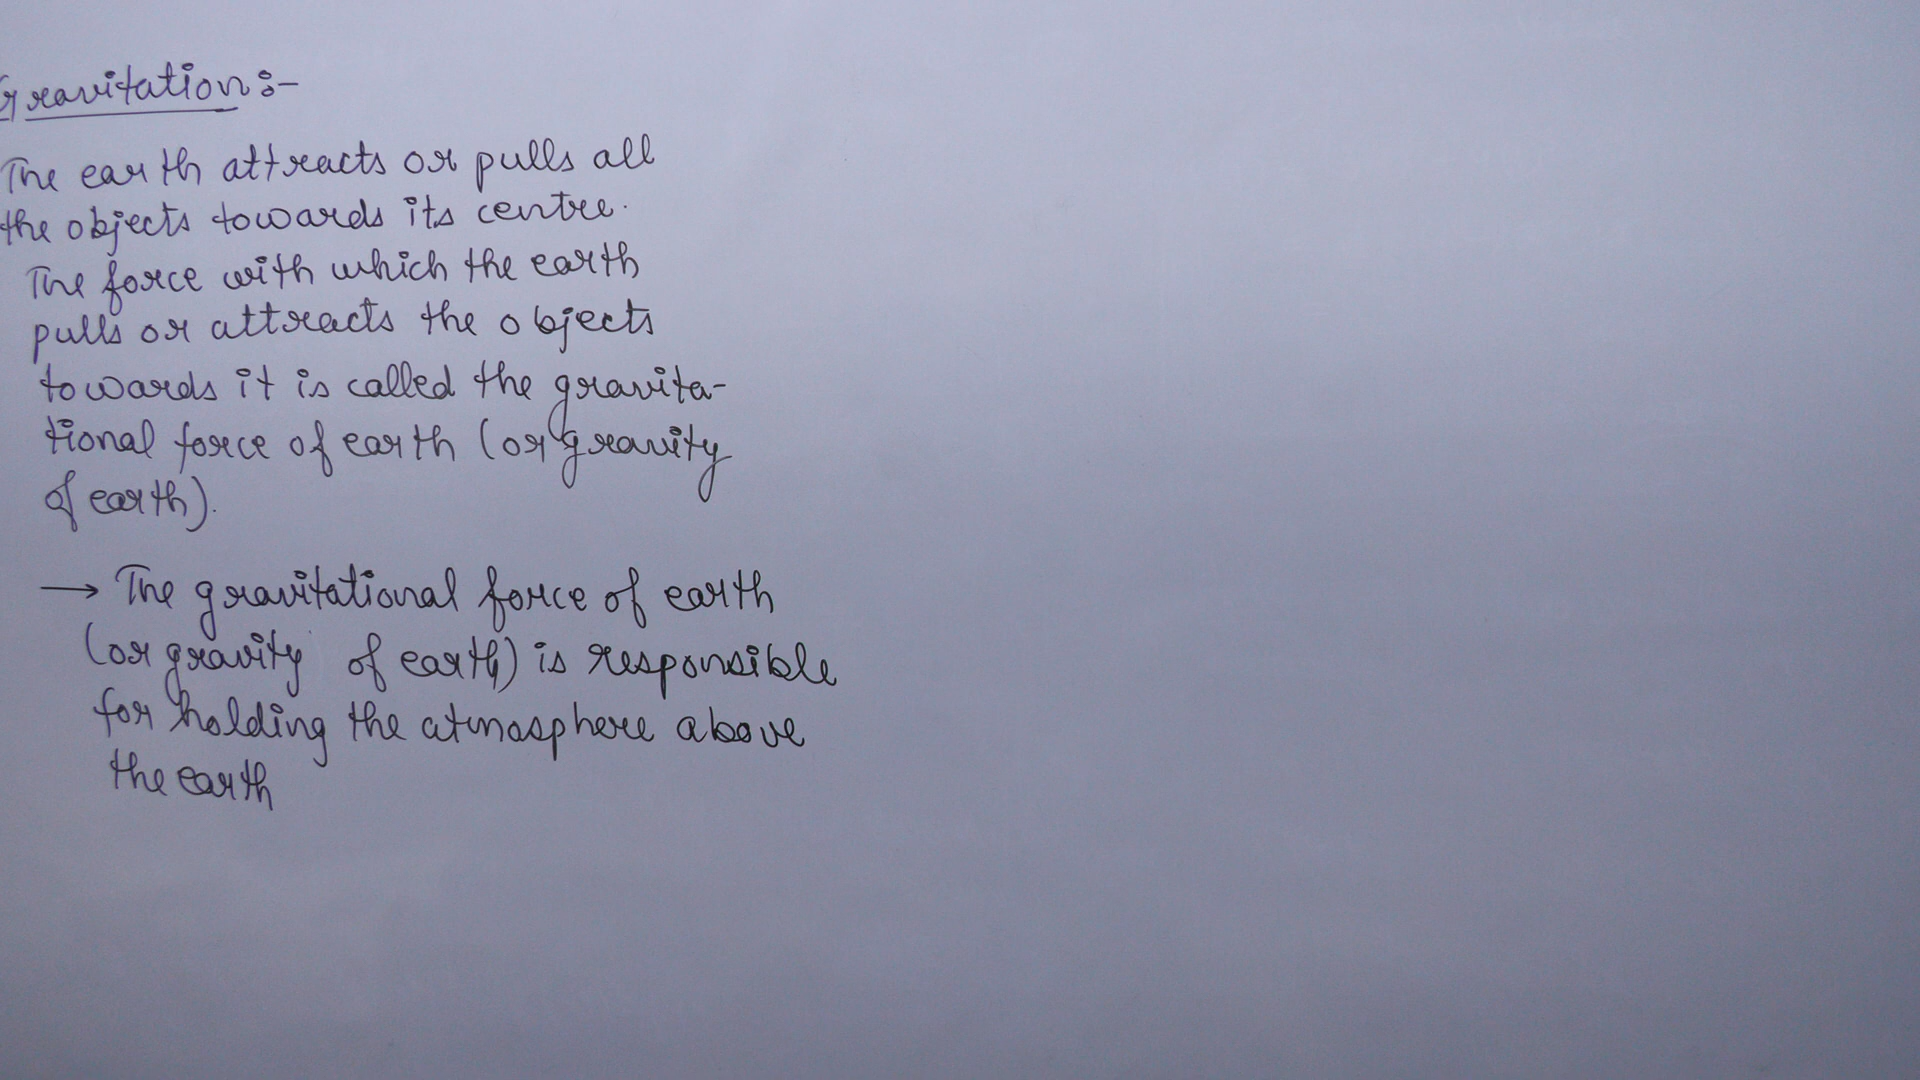 Gravitation :-
The earth attracts or pulls all
the objects towards its centre.
The force with which the earth
pulls or attracts the objects
towards it is called the gravita-
tional force of earth (or gravity
of earth).
→ The gravitational force of earth
(or gravity of earth) is responsible
for holding the atmosphere above
the earth